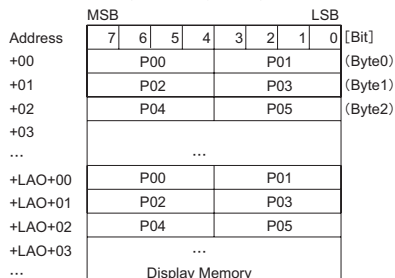 MSB LSB
Address 7 6 5 4 3 2 1 0 [Bit]
+00 P00 P01 (Byte0)
+01 P02 P03 (Byte1)
+02 P04 P05 (Byte2)
+03
... ...
+LAO+00 P00 P01
+LAO+01 P02 P03
+LAO+02 P04 P05
+LAO+03 ...
... Display Memory